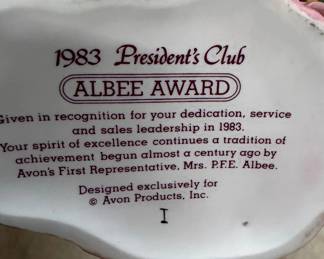 1983 President's Club
ALBEE AWARD
Given in recognition for your dedication, service
and sales leadership in 1983.
Your spirit of excellence continues a tradition of
achievement begun almost a century ago by
Avon's First Representative, Mrs. P.F.E. Albee.
Designed exclusively for
© Avon Products, Inc.
I